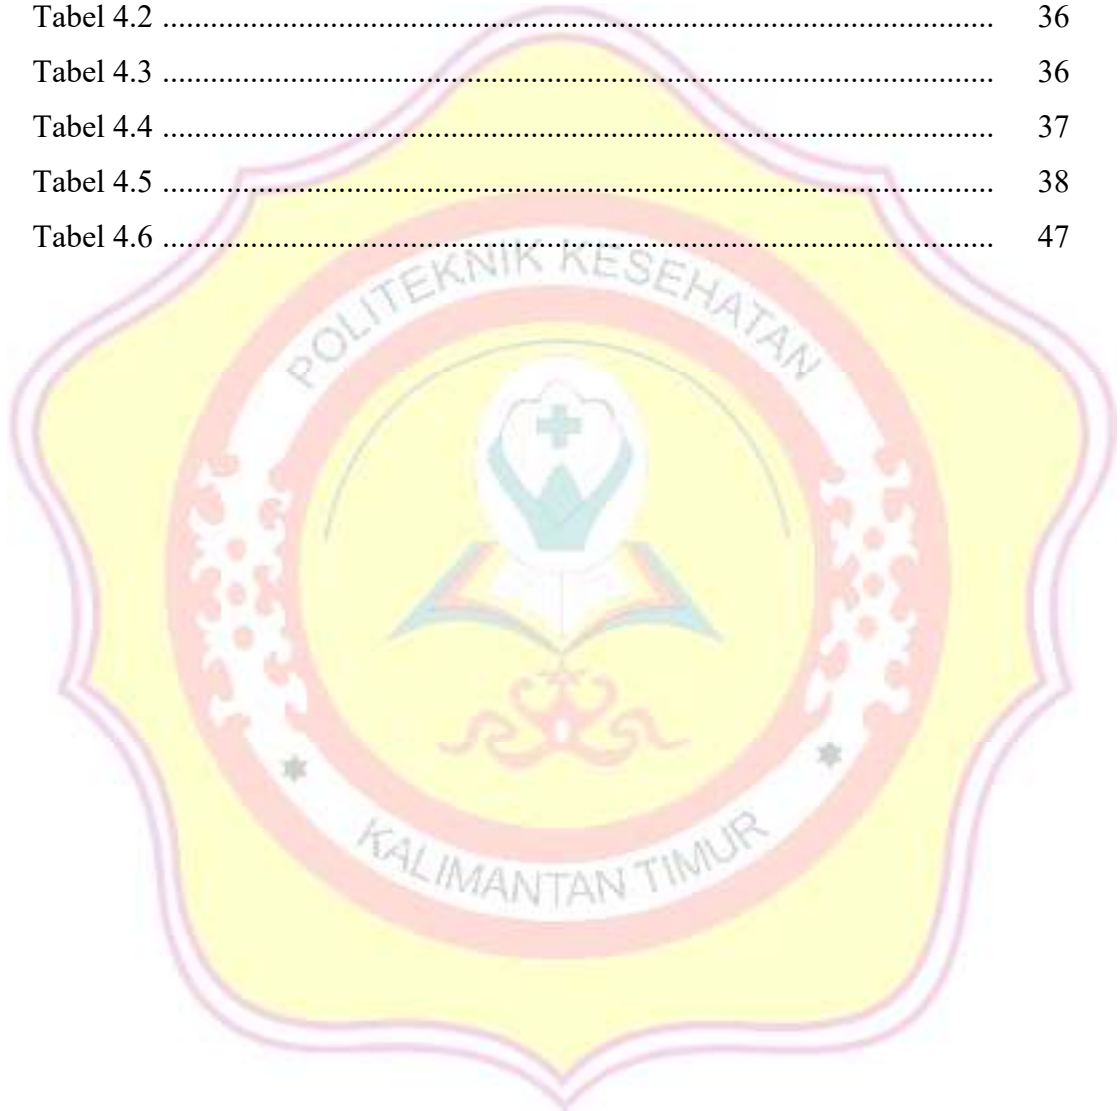 Tabel 4.2 ........................................................................................................ 36
Tabel 4.3 ........................................................................................................ 36
Tabel 4.4 ........................................................................................................ 37
Tabel 4.5 ........................................................................................................ 38
Tabel 4.6 ........................................................................................................ 47
POLITEKNIK KESEHATAN
KALIMANTAN TIMUR